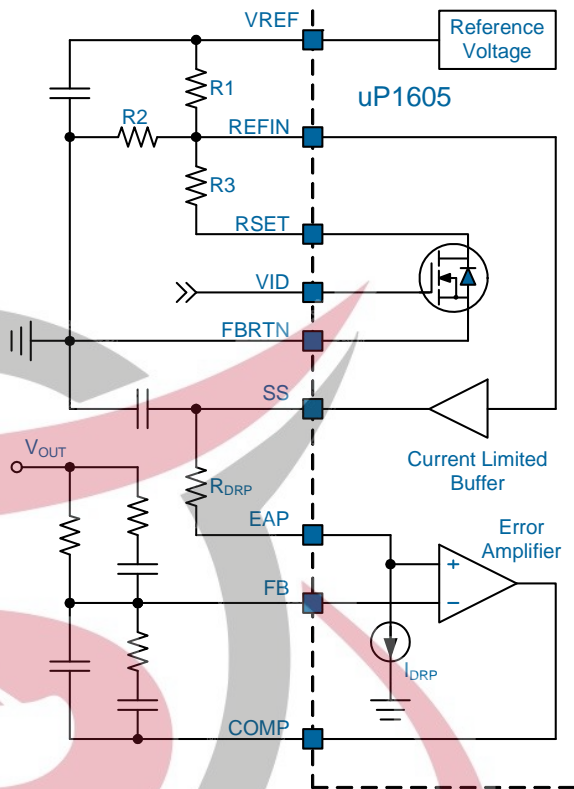 VREF
Reference
Voltage
R1
uP1605
R2
REFIN
R3
RSET
VID
FBRTN
SS
Current Limited
Buffer
VOUT
RDRP
EAP
Error
Amplifier
+
FB
−
IDRP
COMP